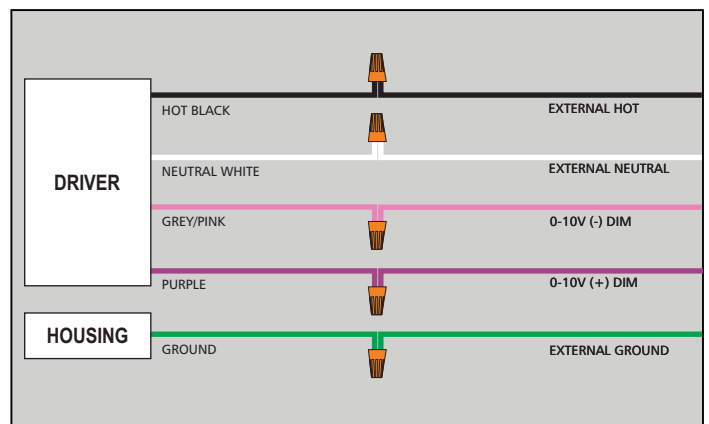 HOT BLACK
EXTERNAL HOT
DRIVER
NEUTRAL WHITE
EXTERNAL NEUTRAL
GREY/PINK
0-10V (-) DIM
PURPLE
0-10V (+) DIM
HOUSING
GROUND
EXTERNAL GROUND